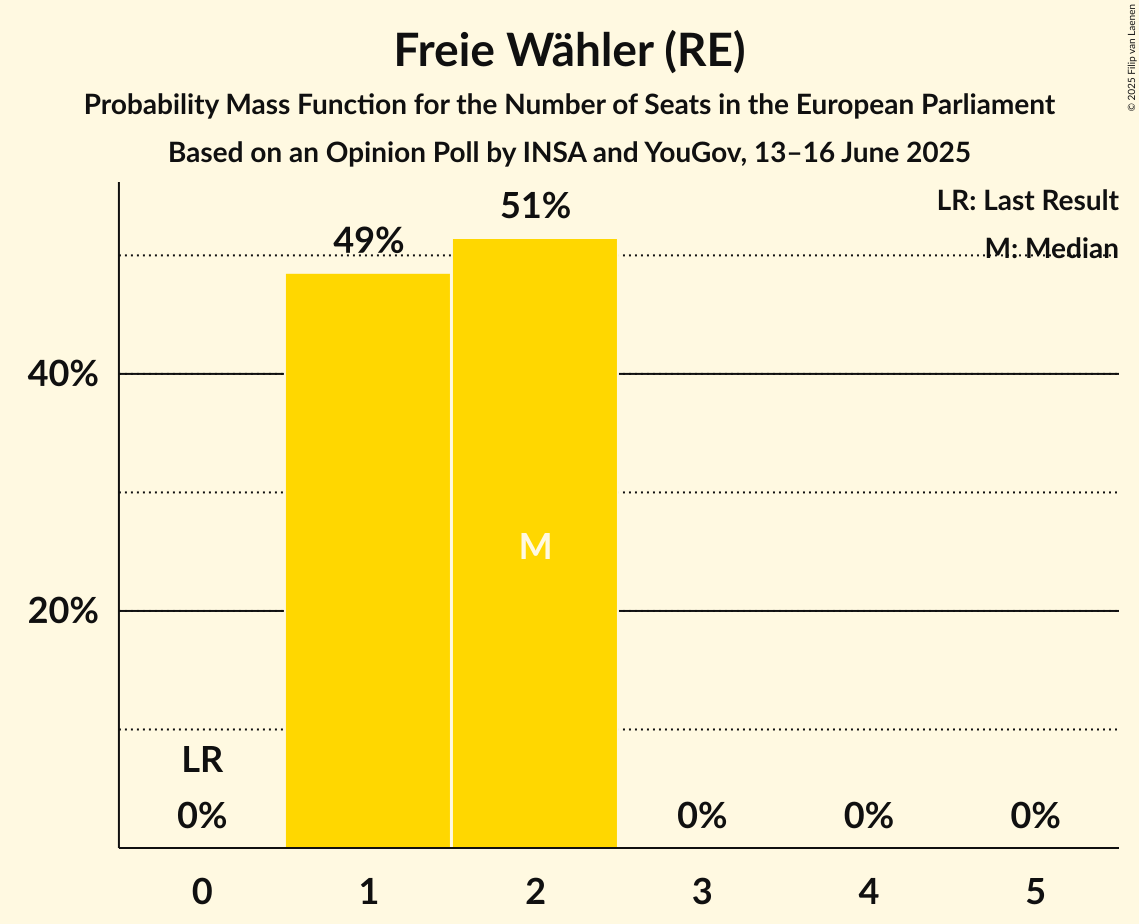 Freie Wähler (RE)
Probability Mass Function for the Number of Seats in the European Parliament
Based on an Opinion Poll by INSA and YouGov, 13–16 June 2025
© 2025 Filip van Laenen
LR: Last Result
M: Median
51%
49%
40%
20%
M
LR
0%
0%
0%
0%
0
1
2
3
4
5